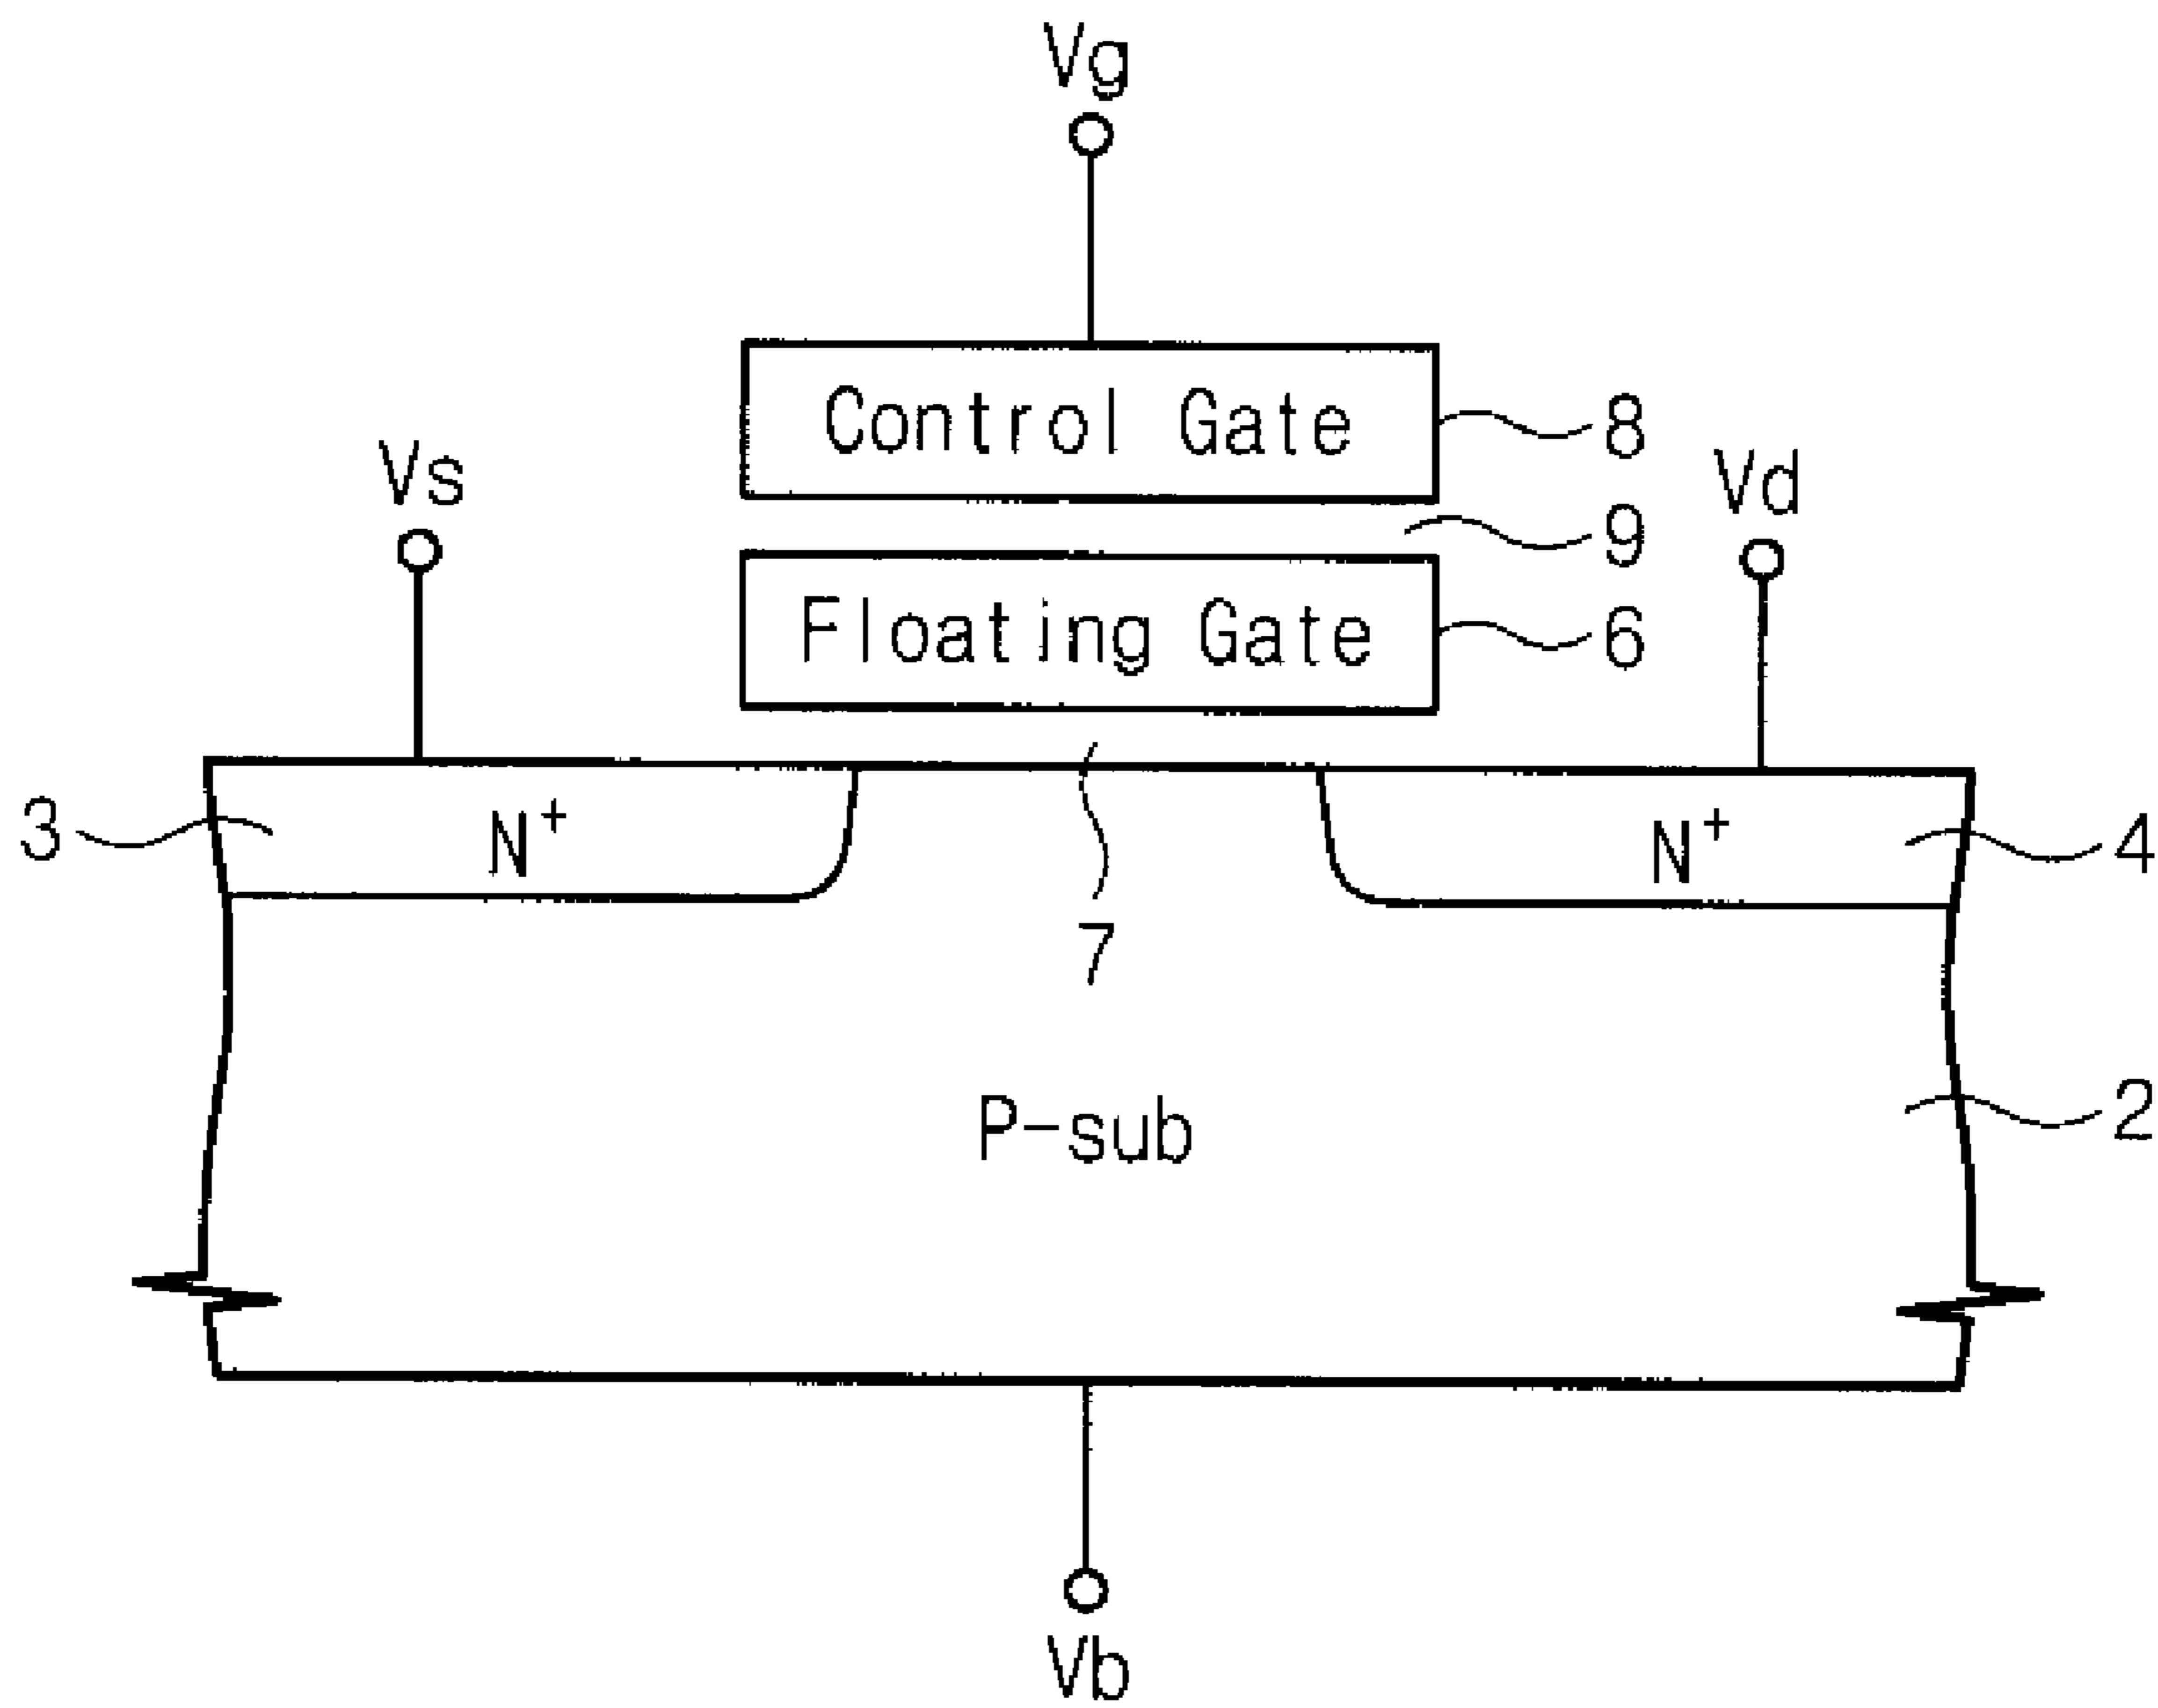 Vg
Control Gate
8
Vs
Vd
9
Floating Gate
6
3
N⁺
N⁺
4
7
P-sub
2
Vb